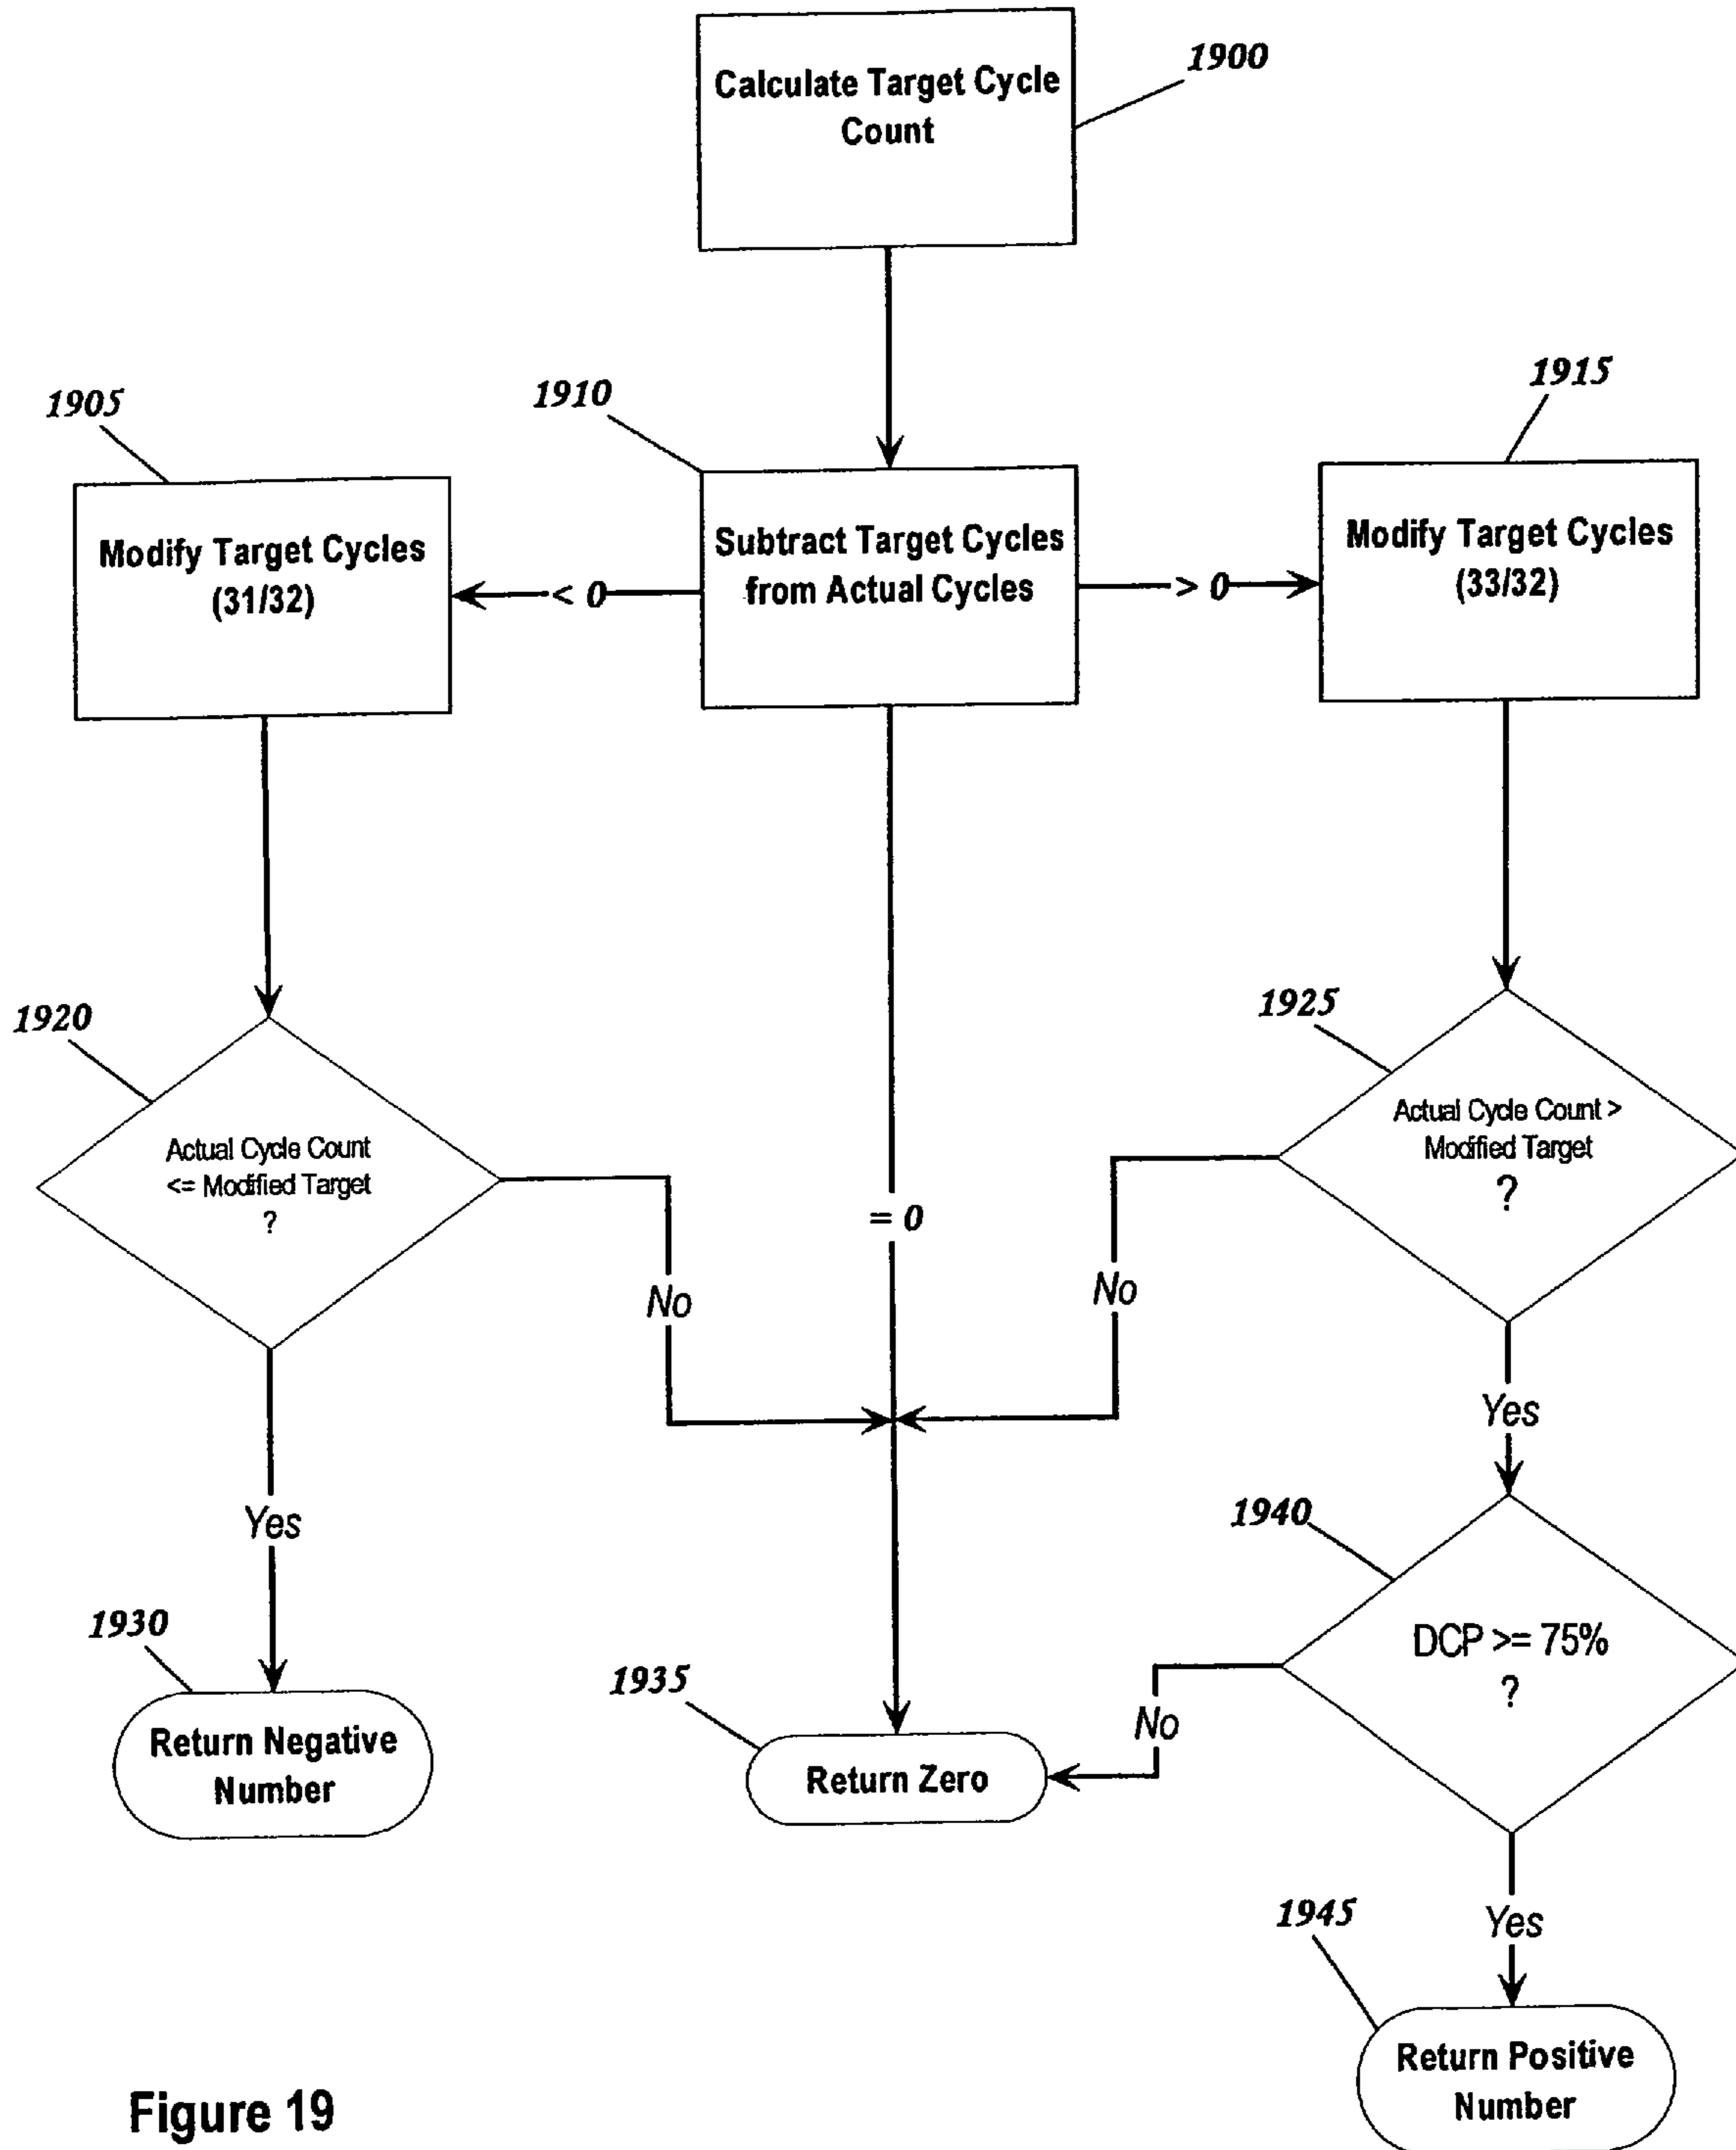 Calculate Target Cycle
Count
1900
1905
1910
1915
Modify Target Cycles
(31/32)
< 0
Subtract Target Cycles
from Actual Cycles
> 0
Modify Target Cycles
(33/32)
1920
Actual Cycle Count
<= Modified Target
?
= 0
1925
Actual Cycle Count >
Modified Target
?
No
No
Yes
Yes
1940
DCP >= 75%
?
1930
Return Negative
Number
1935
Return Zero
No
Yes
1945
Return Positive
Number
Figure 19